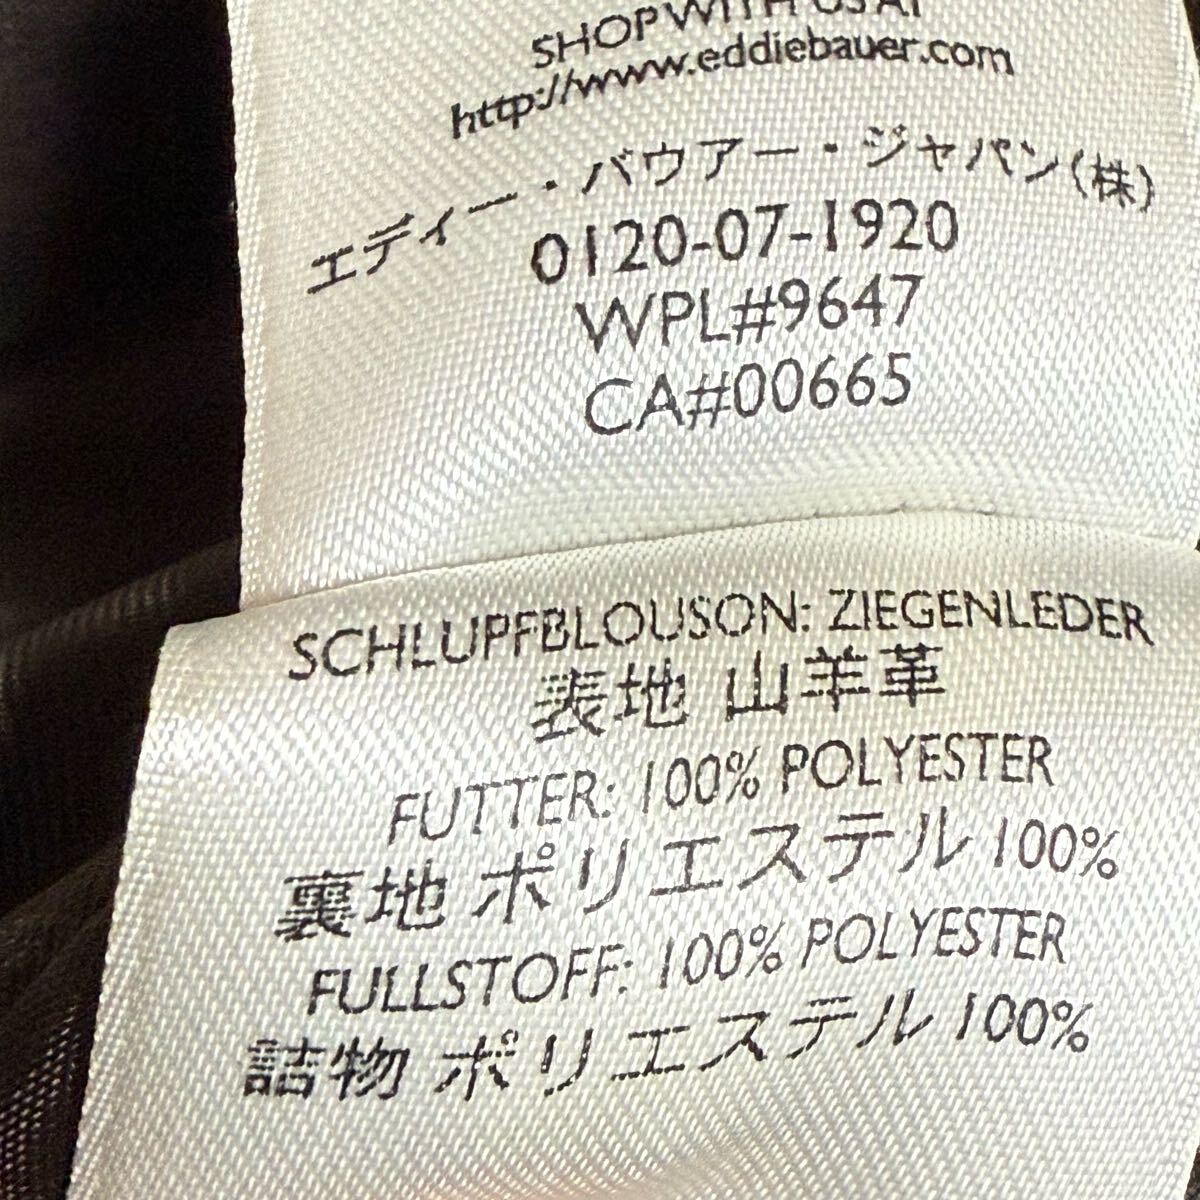 SHOP WITH US AT
http://www.eddiebauer.com
エディー・バウアー・ジャパン(株)
0120-07-1920
WPL#9647
CA#00665
SCHLUPFBLOUSON: ZIEGENLEDER
表地 山羊革
FUTTER: 100% POLYESTER
裏地 ポリエステル 100%
FULLSTOFF: 100% POLYESTER
詰物 ポリエステル 100%